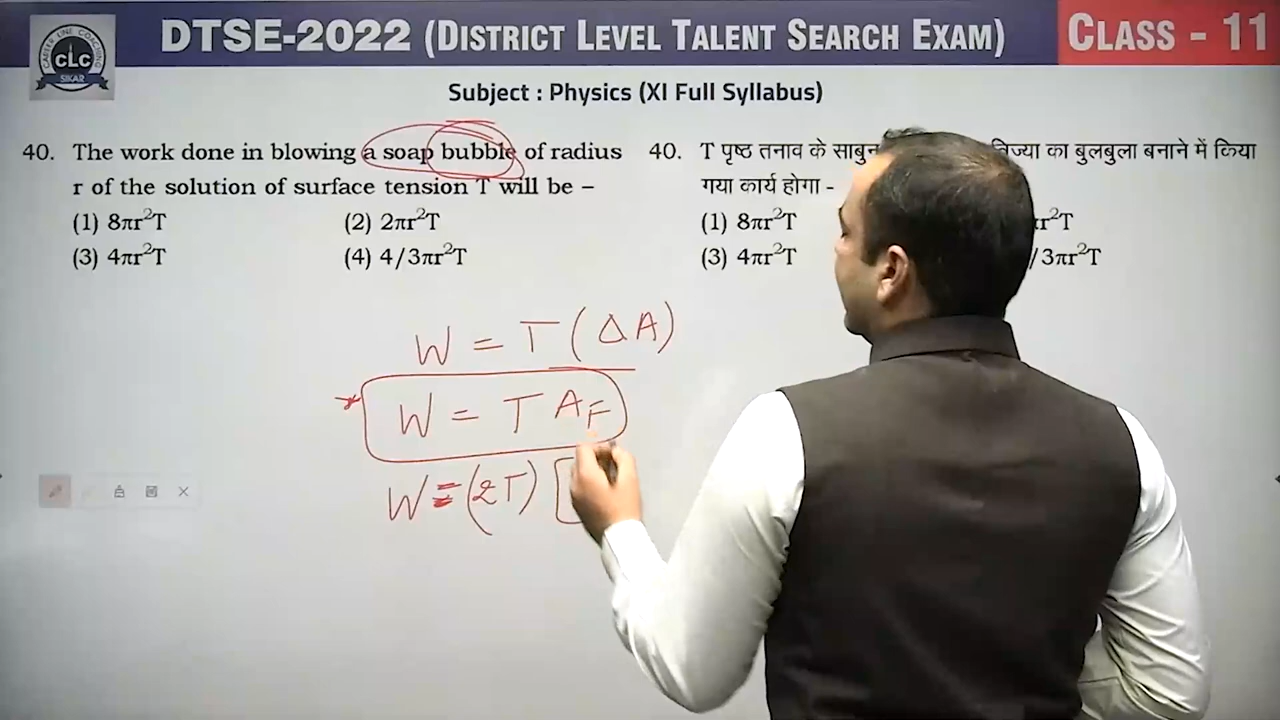 CLC
SIKAR
DTSE-2022 (DISTRICT LEVEL TALENT SEARCH EXAM)
CLASS - 11
Subject : Physics (XI Full Syllabus)
40. The work done in blowing a soap bubble of radius
r of the solution of surface tension T will be –
(1) 8πr²T (2) 2πr²T
(3) 4πr²T (4) 4/3πr²T
40. T पृष्ठ तनाव के साबुन त्रिज्या का बुलबुला बनाने में किया
गया कार्य होगा -
(1) 8πr²T πr²T
(3) 4πr²T /3πr²T
W = T (ΔA)
W = T A_F
W = (2T) [